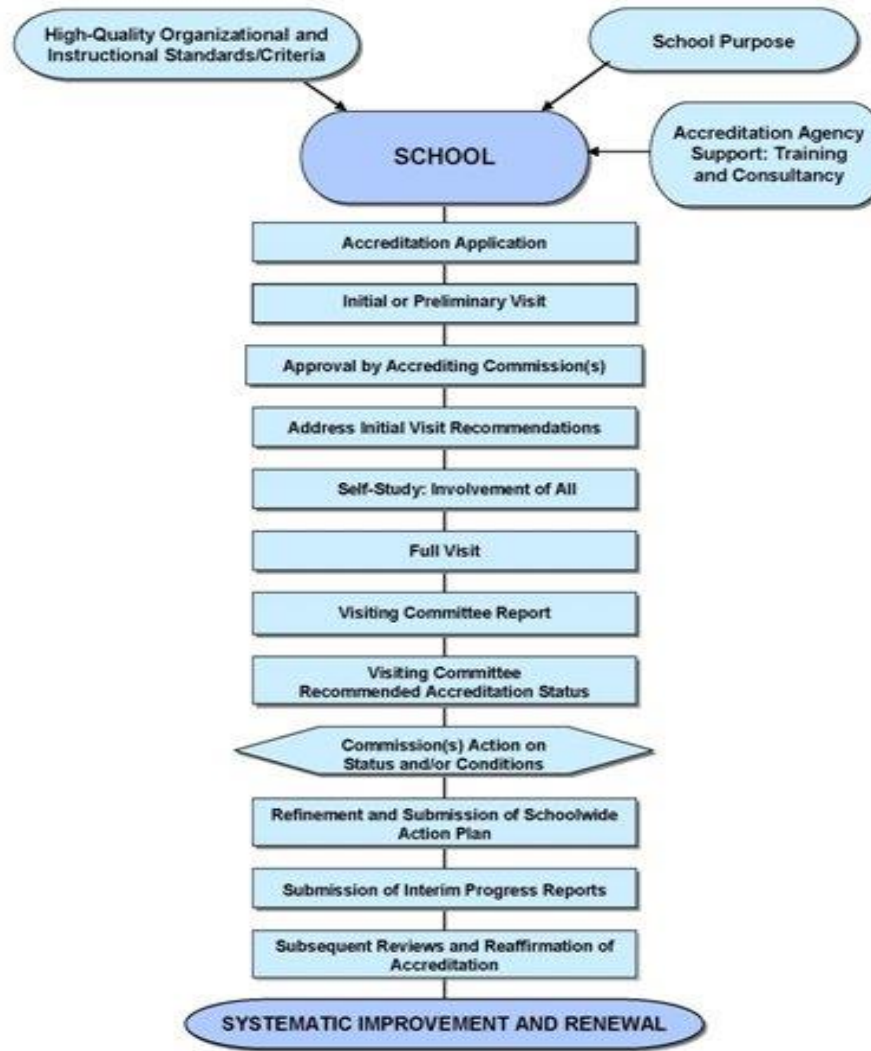 High-Quality Organizational and
Instructional Standards/Criteria
School Purpose
SCHOOL
Accreditation Agency
Support: Training
and Consultancy
Accreditation Application
Initial or Preliminary Visit
Approval by Accrediting Commission(s)
Address Initial Visit Recommendations
Self-Study: Involvement of All
Full Visit
Visiting Committee Report
Visiting Committee
Recommended Accreditation Status
Commission(s) Action on
Status and/or Conditions
Refinement and Submission of Schoolwide
Action Plan
Submission of Interim Progress Reports
Subsequent Reviews and Reaffirmation of
Accreditation
SYSTEMATIC IMPROVEMENT AND RENEWAL